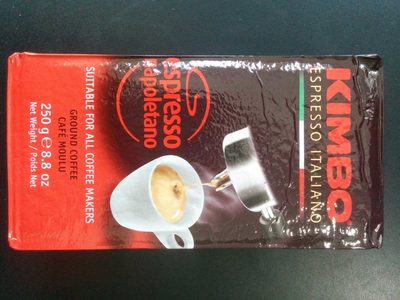 KIMBO
ESPRESSO ITALIANO
espresso
napoletano
SUITABLE FOR ALL COFFEE MAKERS
GROUND COFFEE
CAFÉ MOULU
250 g e 8.8 oz
Net Weight / Poids Net